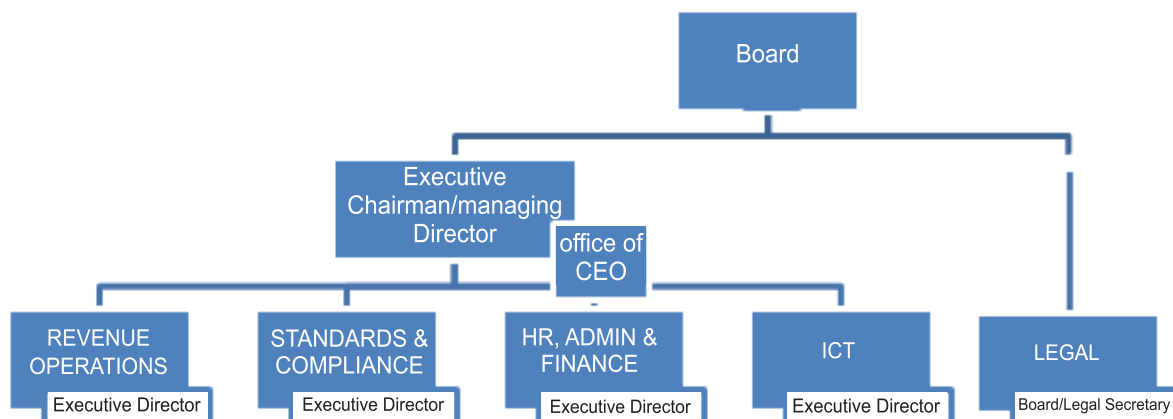 Board
Executive
Chairman/managing
Director
office of
CEO
REVENUE
OPERATIONS
Executive Director
STANDARDS &
COMPLIANCE
Executive Director
HR, ADMIN &
FINANCE
Executive Director
ICT
Executive Director
LEGAL
Board/Legal Secretary